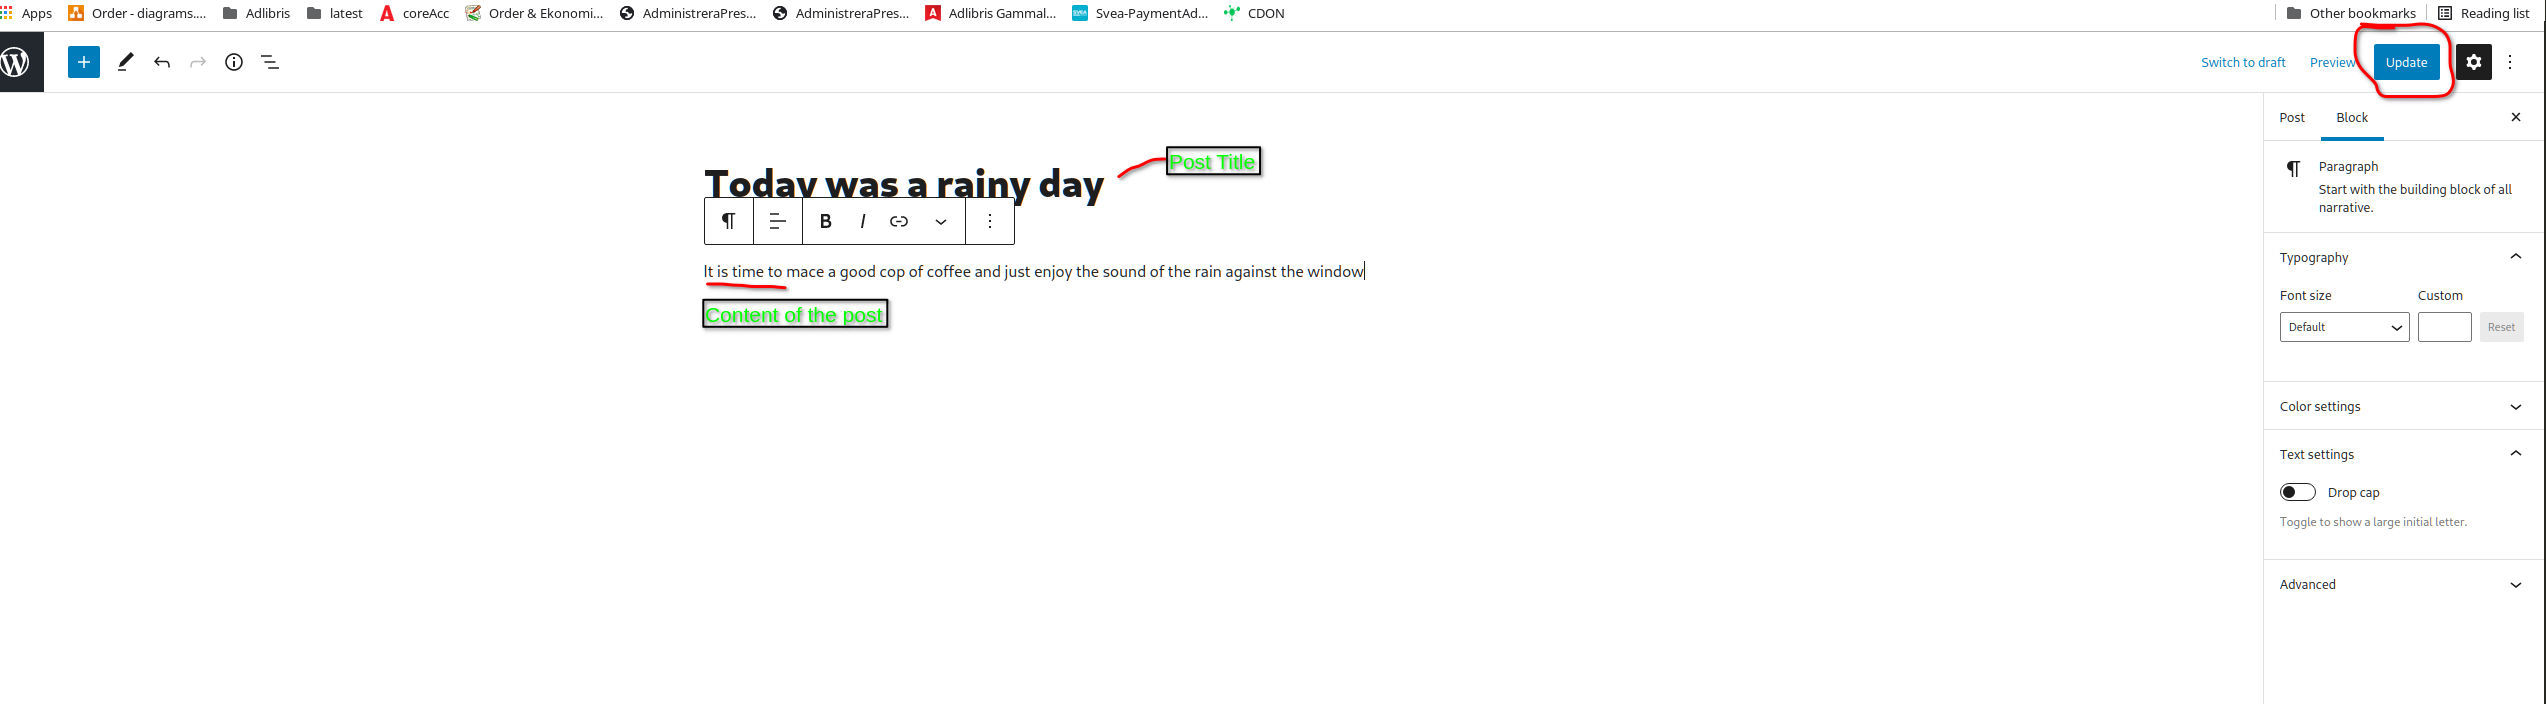 Apps Order - diagrams.... Adlibris latest coreAcc Order & Ekonomi... AdministreraPres... AdministreraPres... Adlibris Gammal... Svea-PaymentAd... CDON Other bookmarks Reading list
Switch to draft Preview Update
Post Block
Today was a rainy day
Post Title
Paragraph
Start with the building block of all
narrative.
B I
It is time to mace a good cop of coffee and just enjoy the sound of the rain against the window
Content of the post
Typography
Font size Custom
Default Reset
Color settings
Text settings
Drop cap
Toggle to show a large initial letter.
Advanced